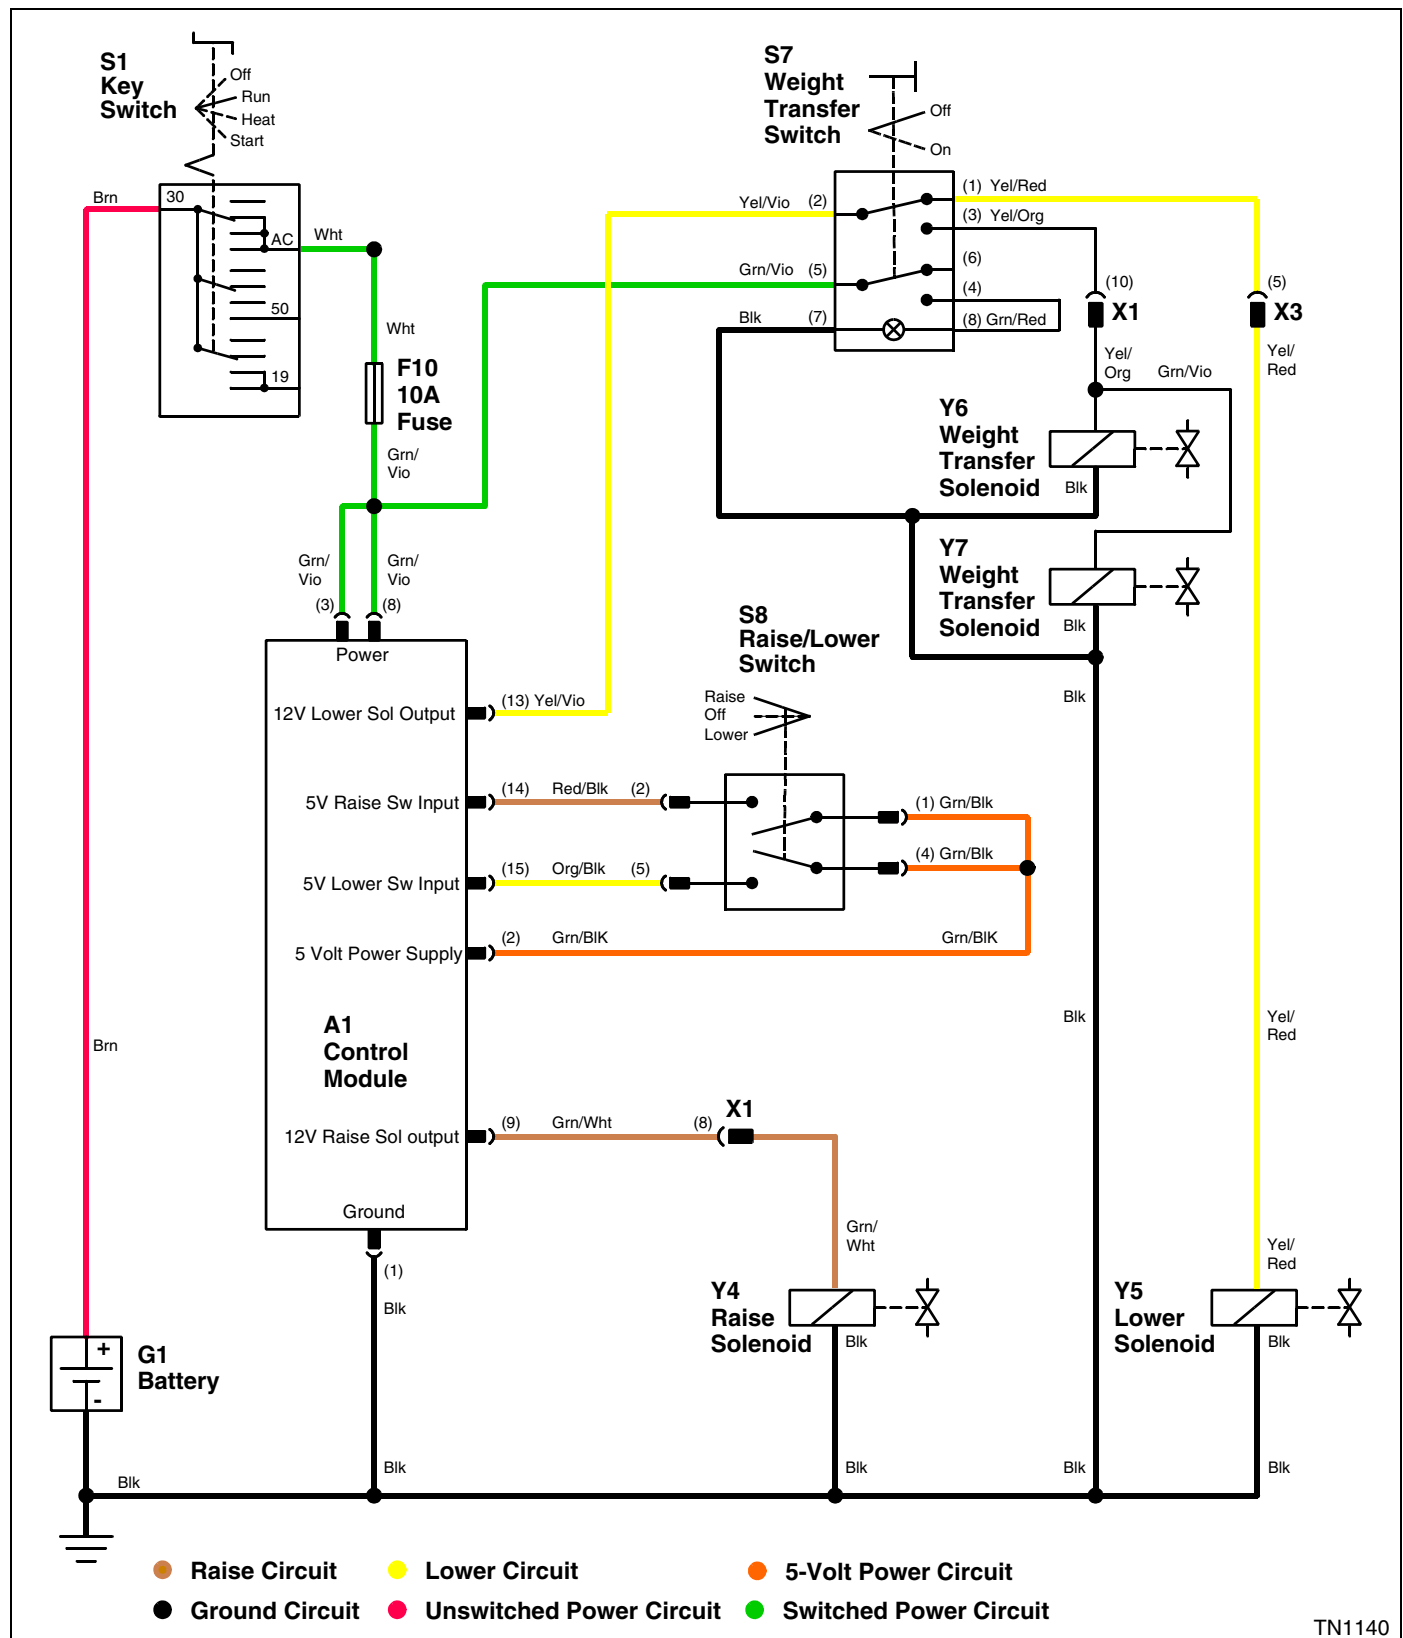 S1
Key
Switch
Off
Run
Heat
Start
S7
Weight
Transfer
Switch
Off
On
Brn
30
AC
50
19
Wht
Wht
F10
10A
Fuse
Grn/
Vio
Grn/
Vio
(3)
Grn/
Vio
(8)
Yel/Vio (2)
Grn/Vio (5)
Blk (7)
(1) Yel/Red
(3) Yel/Org
(6)
(4)
(8) Grn/Red
(10)
X1
(5)
X3
Yel/
Org
Grn/Vio
Yel/
Red
Y6
Weight
Transfer
Solenoid
Blk
Y7
Weight
Transfer
Solenoid
Blk
Blk
S8
Raise/Lower
Switch
Raise
Off
Lower
Power
12V Lower Sol Output
(13) Yel/Vio
5V Raise Sw Input
(14) Red/Blk (2)
(1) Grn/Blk
5V Lower Sw Input
(15) Org/Blk (5)
(4) Grn/Blk
5 Volt Power Supply
(2) Grn/BlK
Grn/BlK
A1
Control
Module
Brn
Blk
Yel/
Red
12V Raise Sol output
(9) Grn/Wht (8)
X1
Ground
(1)
Blk
Grn/
Wht
Yel/
Red
Y4
Raise
Solenoid
Blk
Y5
Lower
Solenoid
Blk
+
-
G1
Battery
Blk
Blk
Blk
Blk
Blk
Raise Circuit
Lower Circuit
5-Volt Power Circuit
Ground Circuit
Unswitched Power Circuit
Switched Power Circuit
TN1140